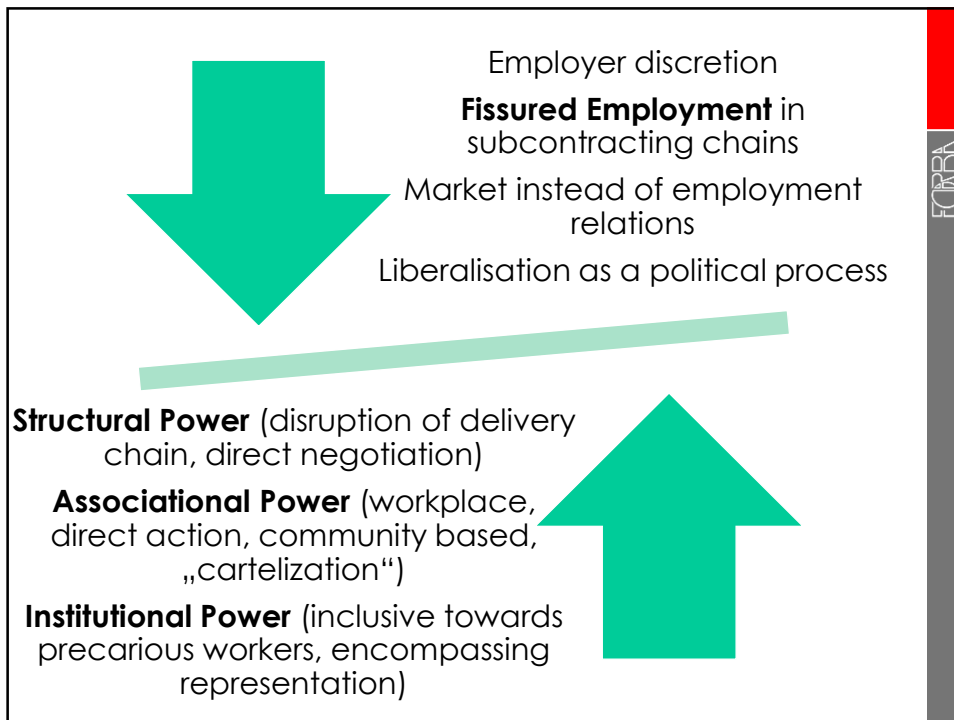 Employer discretion
Fissured Employment in
subcontracting chains
Market instead of employment
relations
Liberalisation as a political process
Structural Power (disruption of delivery
chain, direct negotiation)
Associational Power (workplace,
direct action, community based,
„cartelization“)
Institutional Power (inclusive towards
precarious workers, encompassing
representation)
FORBA